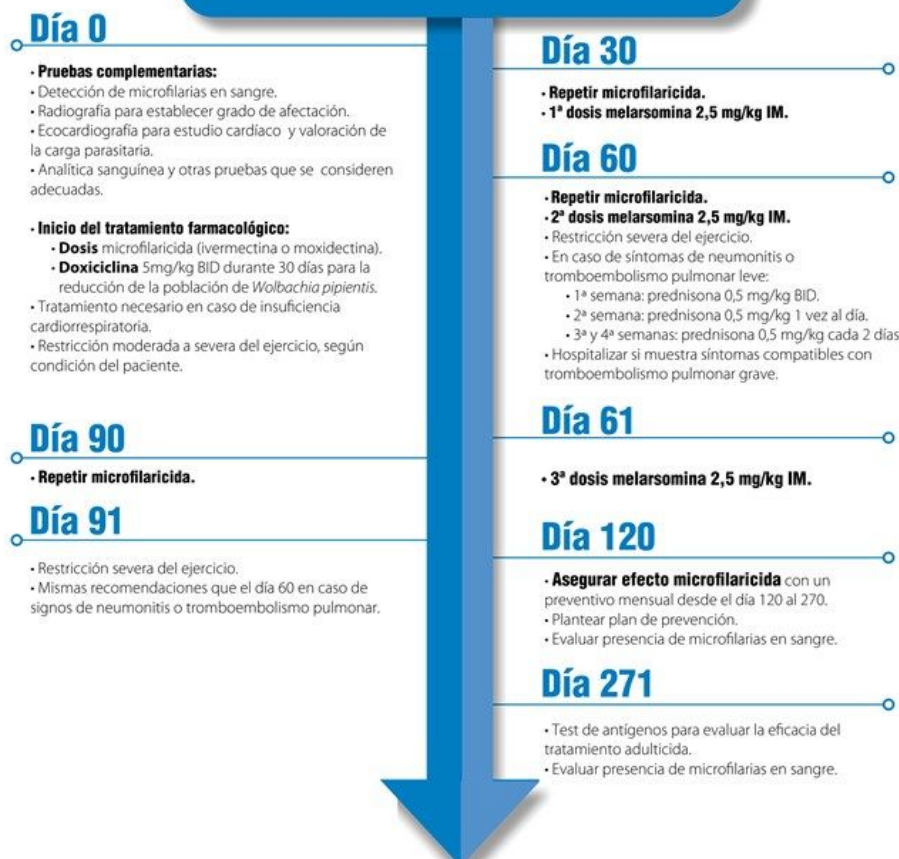 Día 0
· Pruebas complementarias:
• Detección de microfilarias en sangre.
• Radiografía para establecer grado de afectación.
• Ecocardiografía para estudio cardíaco y valoración de
la carga parasitaria.
• Analítica sanguínea y otras pruebas que se consideren
adecuadas.
· Inicio del tratamiento farmacológico:
• Dosis microfilaricida (ivermectina o moxidectina).
• Doxiciclina 5mg/kg BID durante 30 días para la
reducción de la población de Wolbachia pipientis.
• Tratamiento necesario en caso de insuficiencia
cardiorrespiratoria.
• Restricción moderada a severa del ejercicio, según
condición del paciente.
Día 30
· Repetir microfilaricida.
· 1ª dosis melarsomina 2,5 mg/kg IM.
Día 60
· Repetir microfilaricida.
· 2ª dosis melarsomina 2,5 mg/kg IM.
• Restricción severa del ejercicio.
• En caso de síntomas de neumonitis o
tromboembolismo pulmonar leve:
• 1ª semana: prednisona 0,5 mg/kg BID.
• 2ª semana: prednisona 0,5 mg/kg 1 vez al día.
• 3ª y 4ª semanas: prednisona 0,5 mg/kg cada 2 días
• Hospitalizar si muestra síntomas compatibles con
tromboembolismo pulmonar grave.
Día 61
· 3ª dosis melarsomina 2,5 mg/kg IM.
Día 90
· Repetir microfilaricida.
Día 91
• Restricción severa del ejercicio.
• Mismas recomendaciones que el día 60 en caso de
signos de neumonitis o tromboembolismo pulmonar.
Día 120
· Asegurar efecto microfilaricida con un
preventivo mensual desde el día 120 al 270.
• Plantear plan de prevención.
• Evaluar presencia de microfilarias en sangre.
Día 271
• Test de antígenos para evaluar la eficacia del
tratamiento adulticida.
• Evaluar presencia de microfilarias en sangre.